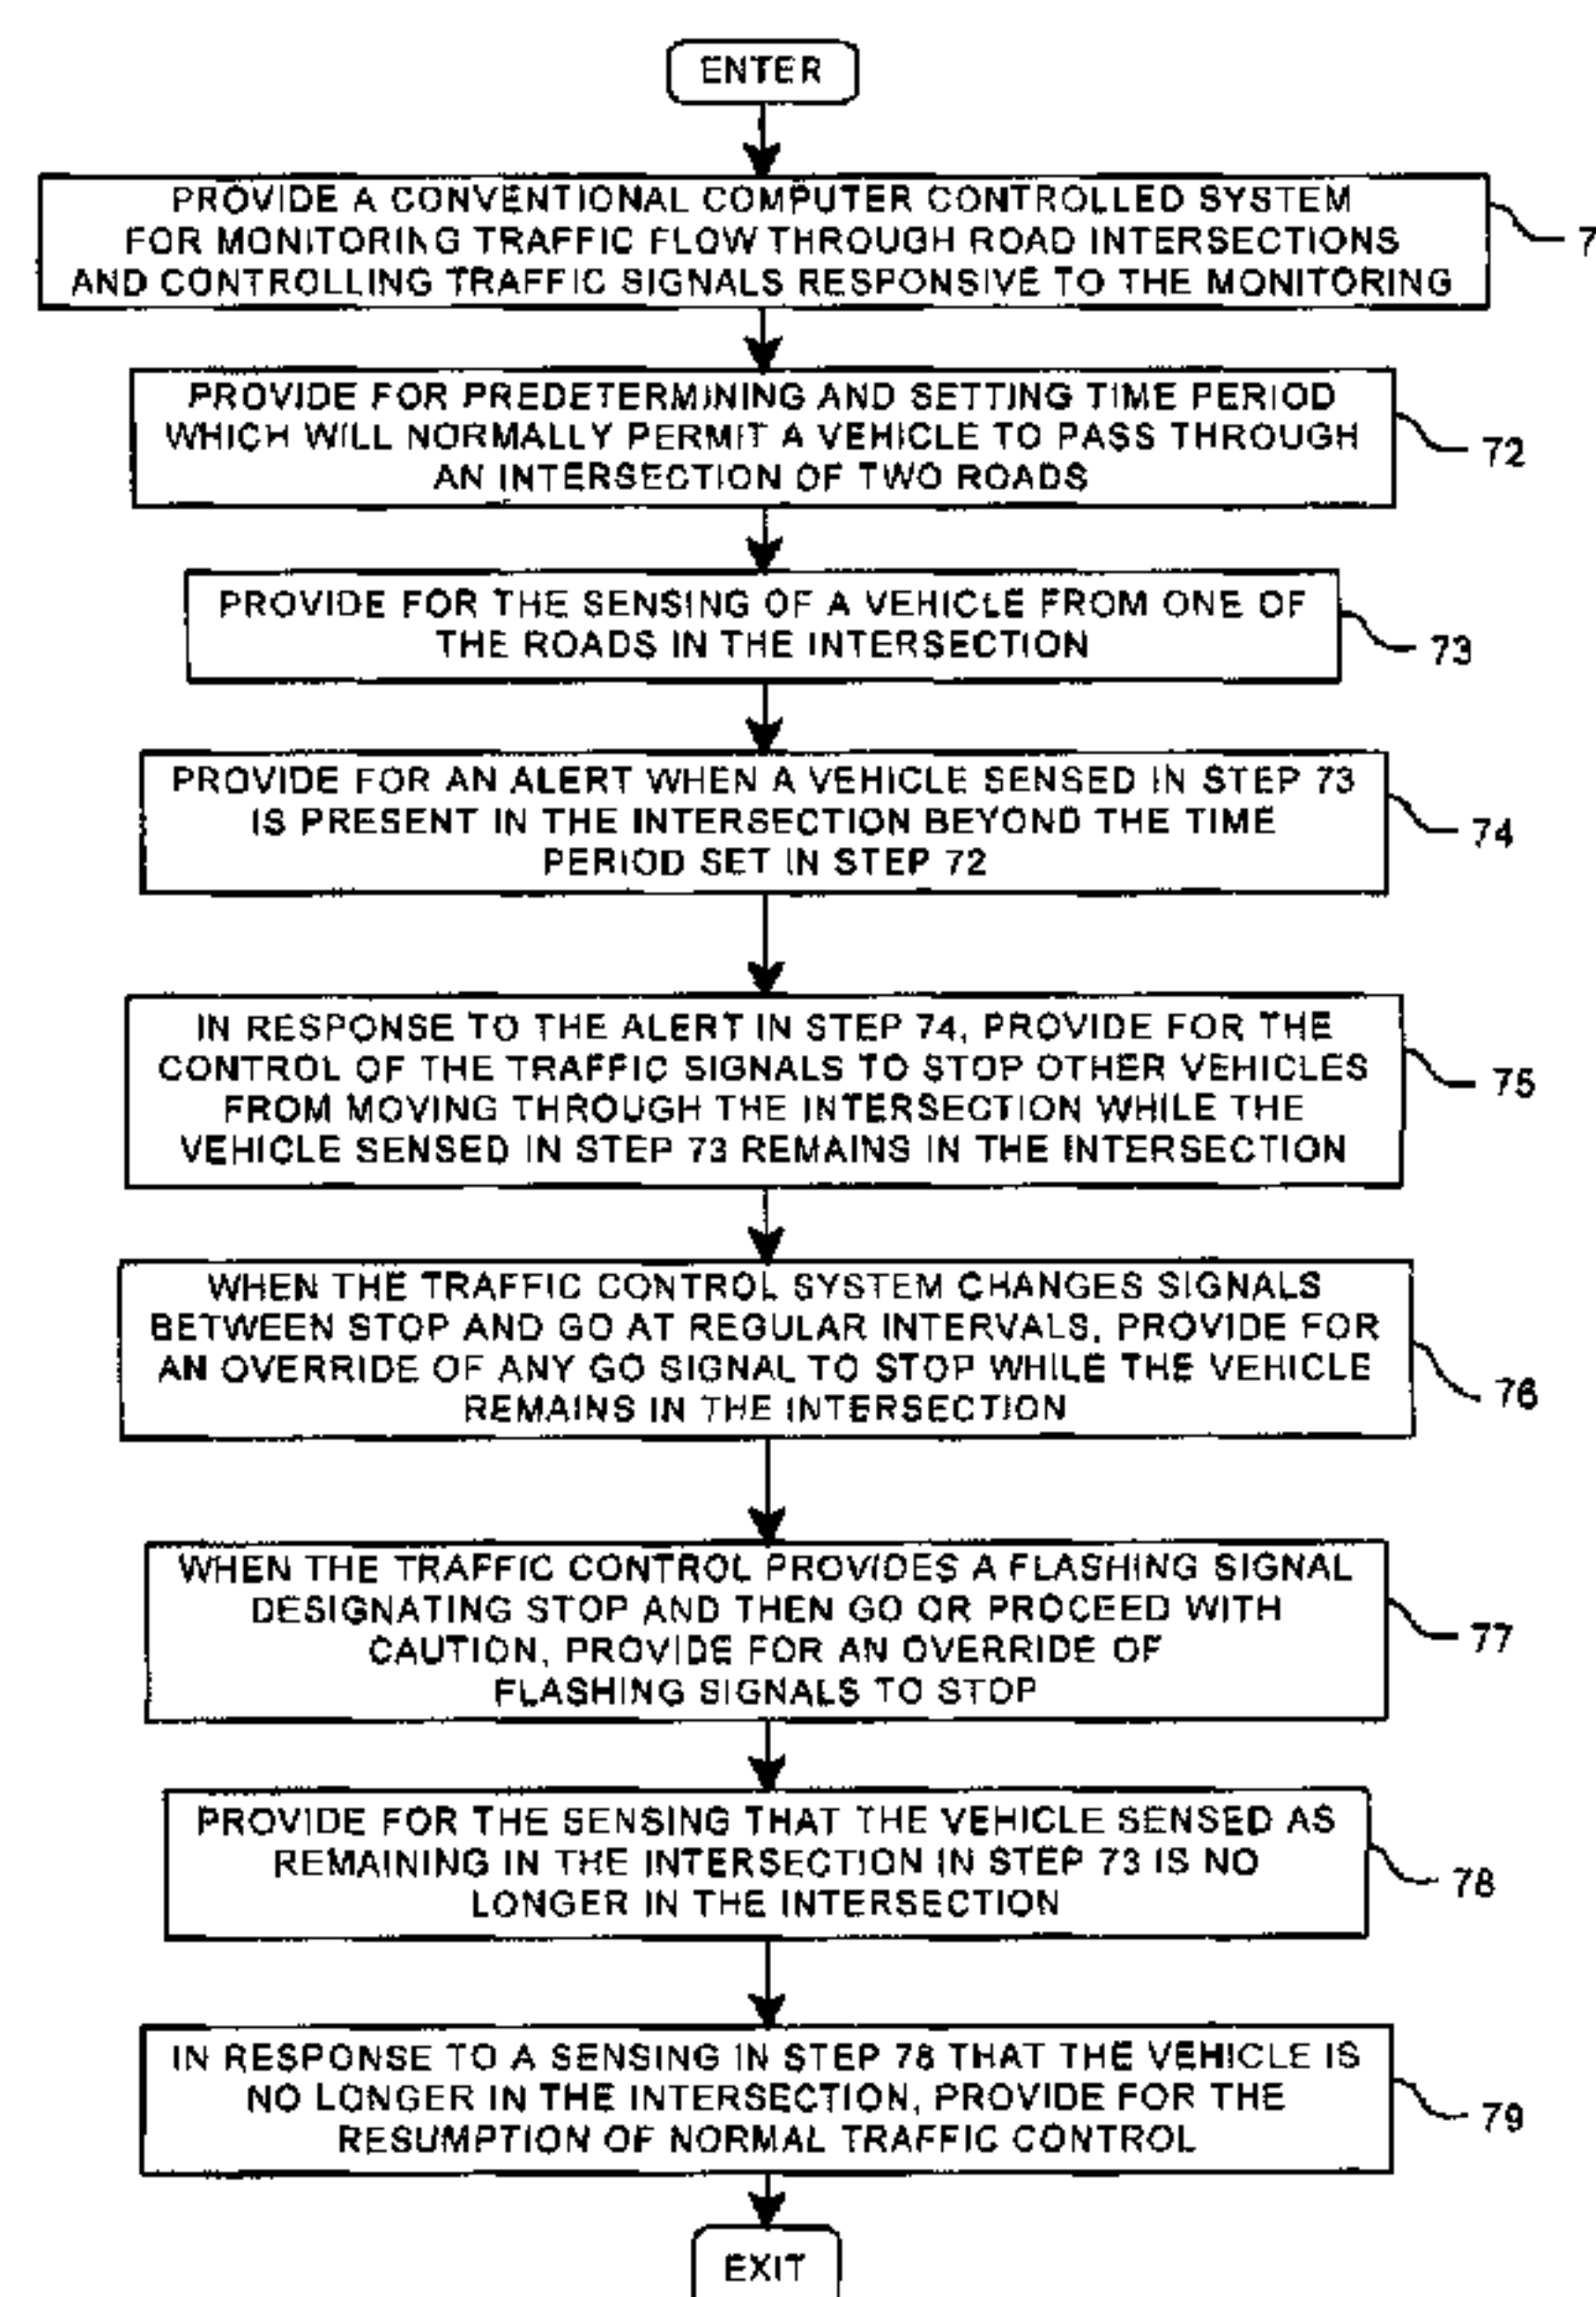 ENTER
PROVIDE A CONVENTIONAL COMPUTER CONTROLLED SYSTEM
FOR MONITORING TRAFFIC FLOW THROUGH ROAD INTERSECTIONS
AND CONTROLLING TRAFFIC SIGNALS RESPONSIVE TO THE MONITORING
7
PROVIDE FOR PREDETERMINING AND SETTING TIME PERIOD
WHICH WILL NORMALLY PERMIT A VEHICLE TO PASS THROUGH
AN INTERSECTION OF TWO ROADS
72
PROVIDE FOR THE SENSING OF A VEHICLE FROM ONE OF
THE ROADS IN THE INTERSECTION
73
PROVIDE FOR AN ALERT WHEN A VEHICLE SENSED IN STEP 73
IS PRESENT IN THE INTERSECTION BEYOND THE TIME
PERIOD SET IN STEP 72
74
IN RESPONSE TO THE ALERT IN STEP 74, PROVIDE FOR THE
CONTROL OF THE TRAFFIC SIGNALS TO STOP OTHER VEHICLES
FROM MOVING THROUGH THE INTERSECTION WHILE THE
VEHICLE SENSED IN STEP 73 REMAINS IN THE INTERSECTION
75
WHEN THE TRAFFIC CONTROL SYSTEM CHANGES SIGNALS
BETWEEN STOP AND GO AT REGULAR INTERVALS, PROVIDE FOR
AN OVERRIDE OF ANY GO SIGNAL TO STOP WHILE THE VEHICLE
REMAINS IN THE INTERSECTION
76
WHEN THE TRAFFIC CONTROL PROVIDES A FLASHING SIGNAL
DESIGNATING STOP AND THEN GO OR PROCEED WITH
CAUTION, PROVIDE FOR AN OVERRIDE OF
FLASHING SIGNALS TO STOP
77
PROVIDE FOR THE SENSING THAT THE VEHICLE SENSED AS
REMAINING IN THE INTERSECTION IN STEP 73 IS NO
LONGER IN THE INTERSECTION
78
IN RESPONSE TO A SENSING IN STEP 78 THAT THE VEHICLE IS
NO LONGER IN THE INTERSECTION, PROVIDE FOR THE
RESUMPTION OF NORMAL TRAFFIC CONTROL
79
EXIT